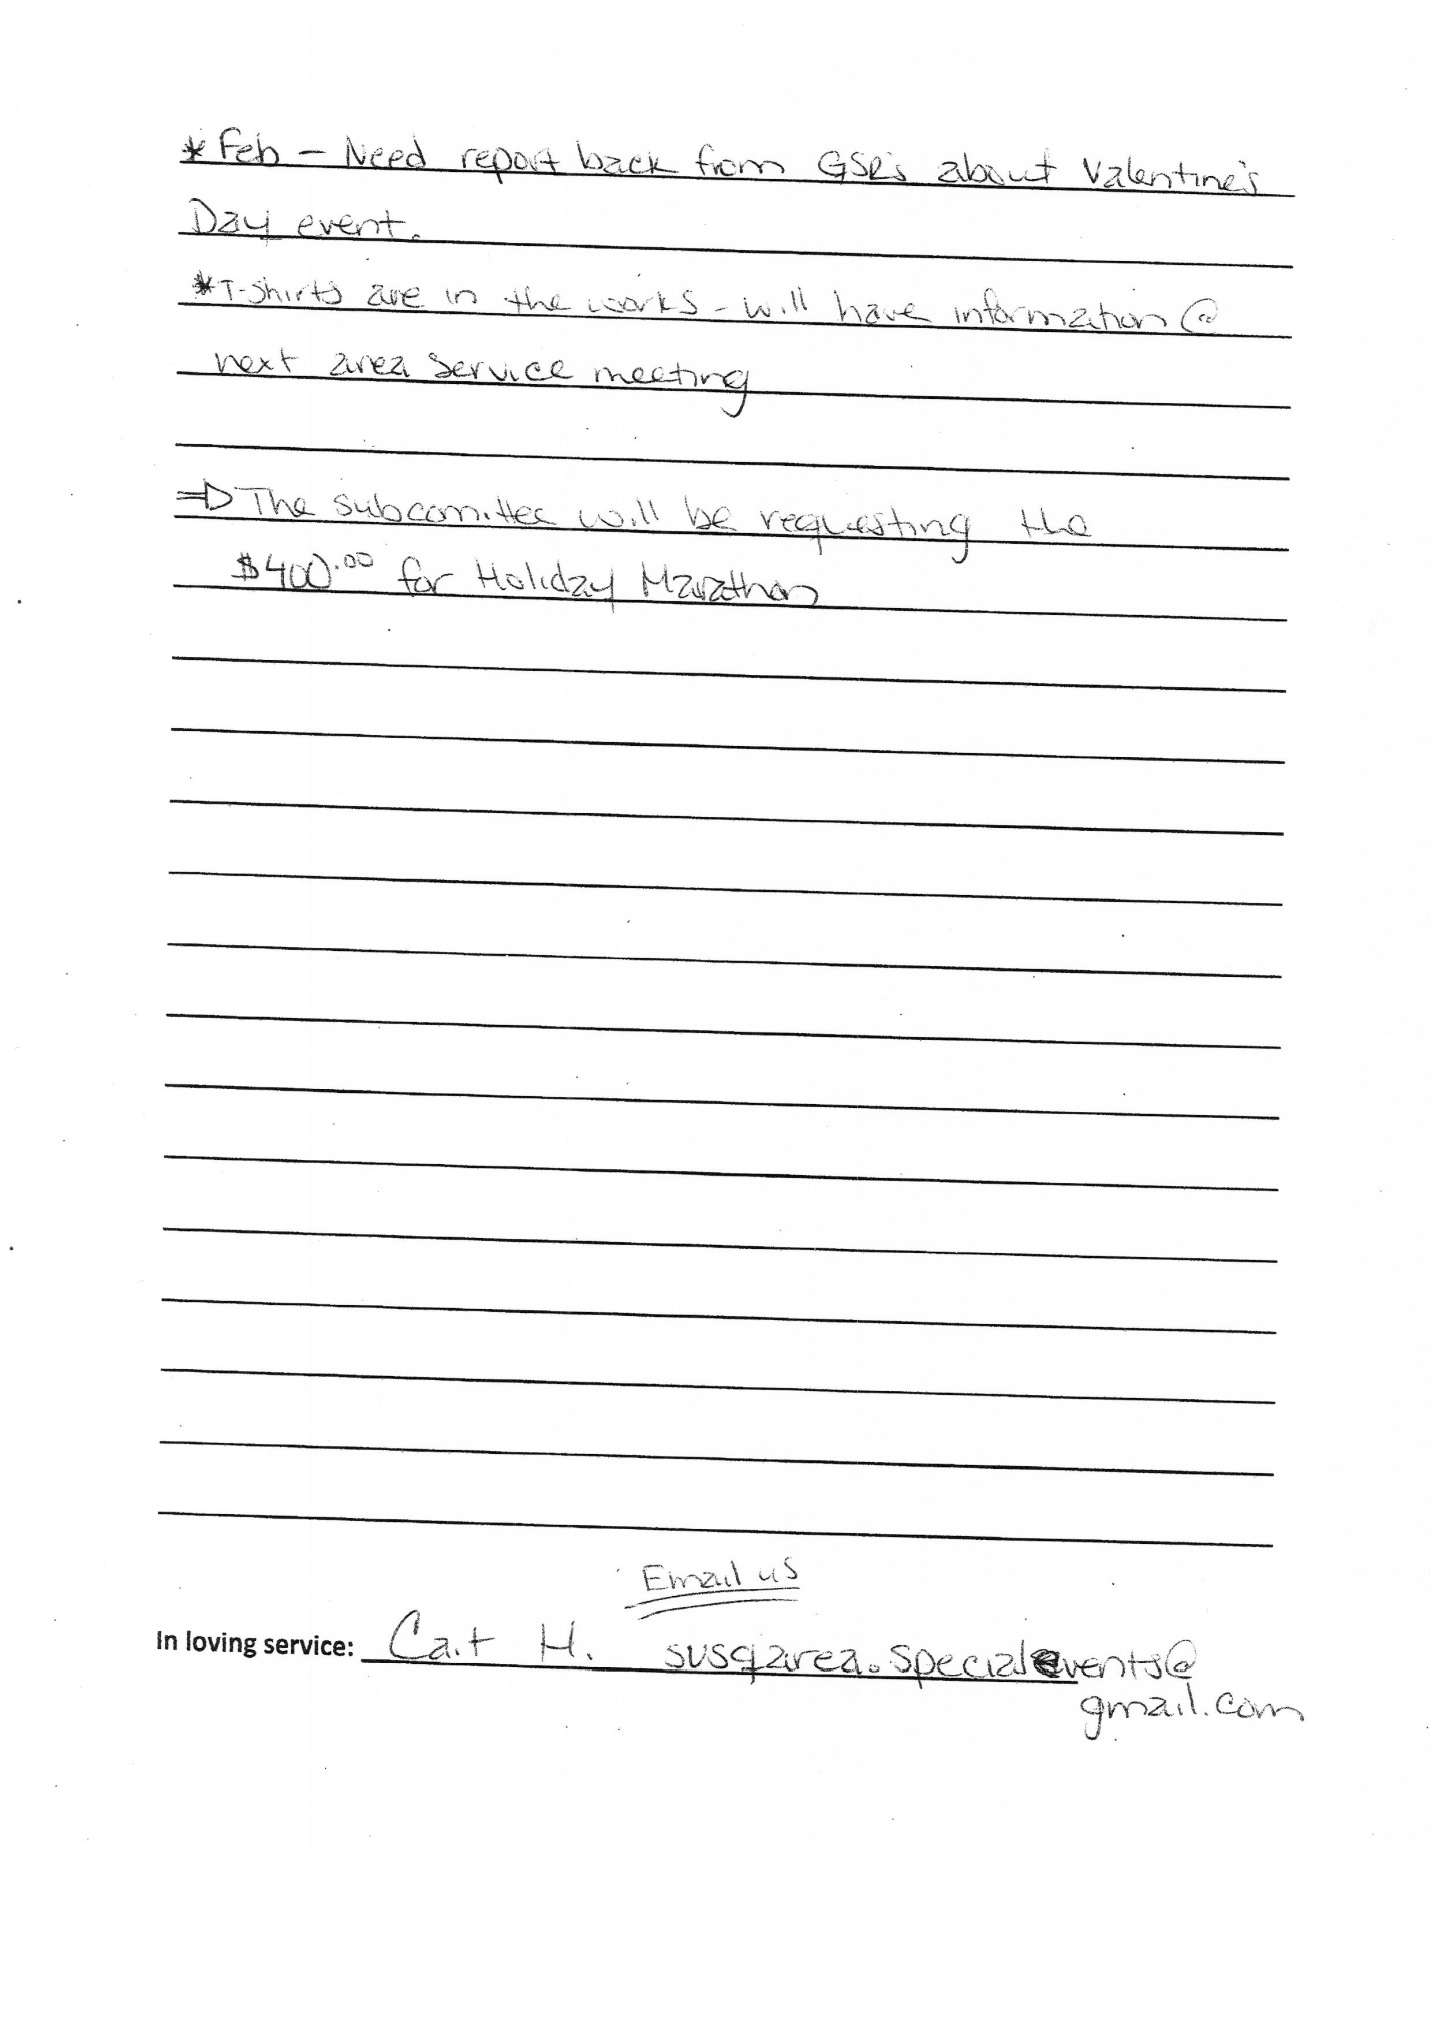 * Feb - Need report back from GSR's about Valentine's
Day event.
* T-shirts are in the works - will have information @
next area service meeting
⇒ The subcommittee will be requesting the
$400.00 for Holiday Marathon
Email us
In loving service: Cait H. susqarea.specialevents@
gmail.com